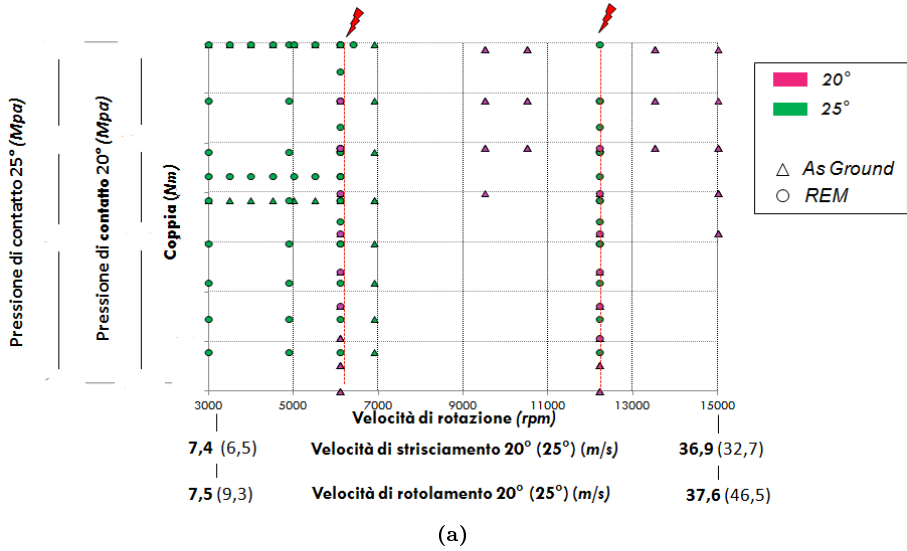 Pressione di contatto 25° (Mpa)
Pressione di contatto 20° (Mpa)
Coppia (Nm)
20°
25°
As Ground
REM
3000 5000 7000 9000 11000 13000 15000
Velocità di rotazione (rpm)
7,4 (6,5) Velocità di strisciamento 20° (25°) (m/s) 36,9 (32,7)
7,5 (9,3) Velocità di rotolamento 20° (25°) (m/s) 37,6 (46,5)
(a)